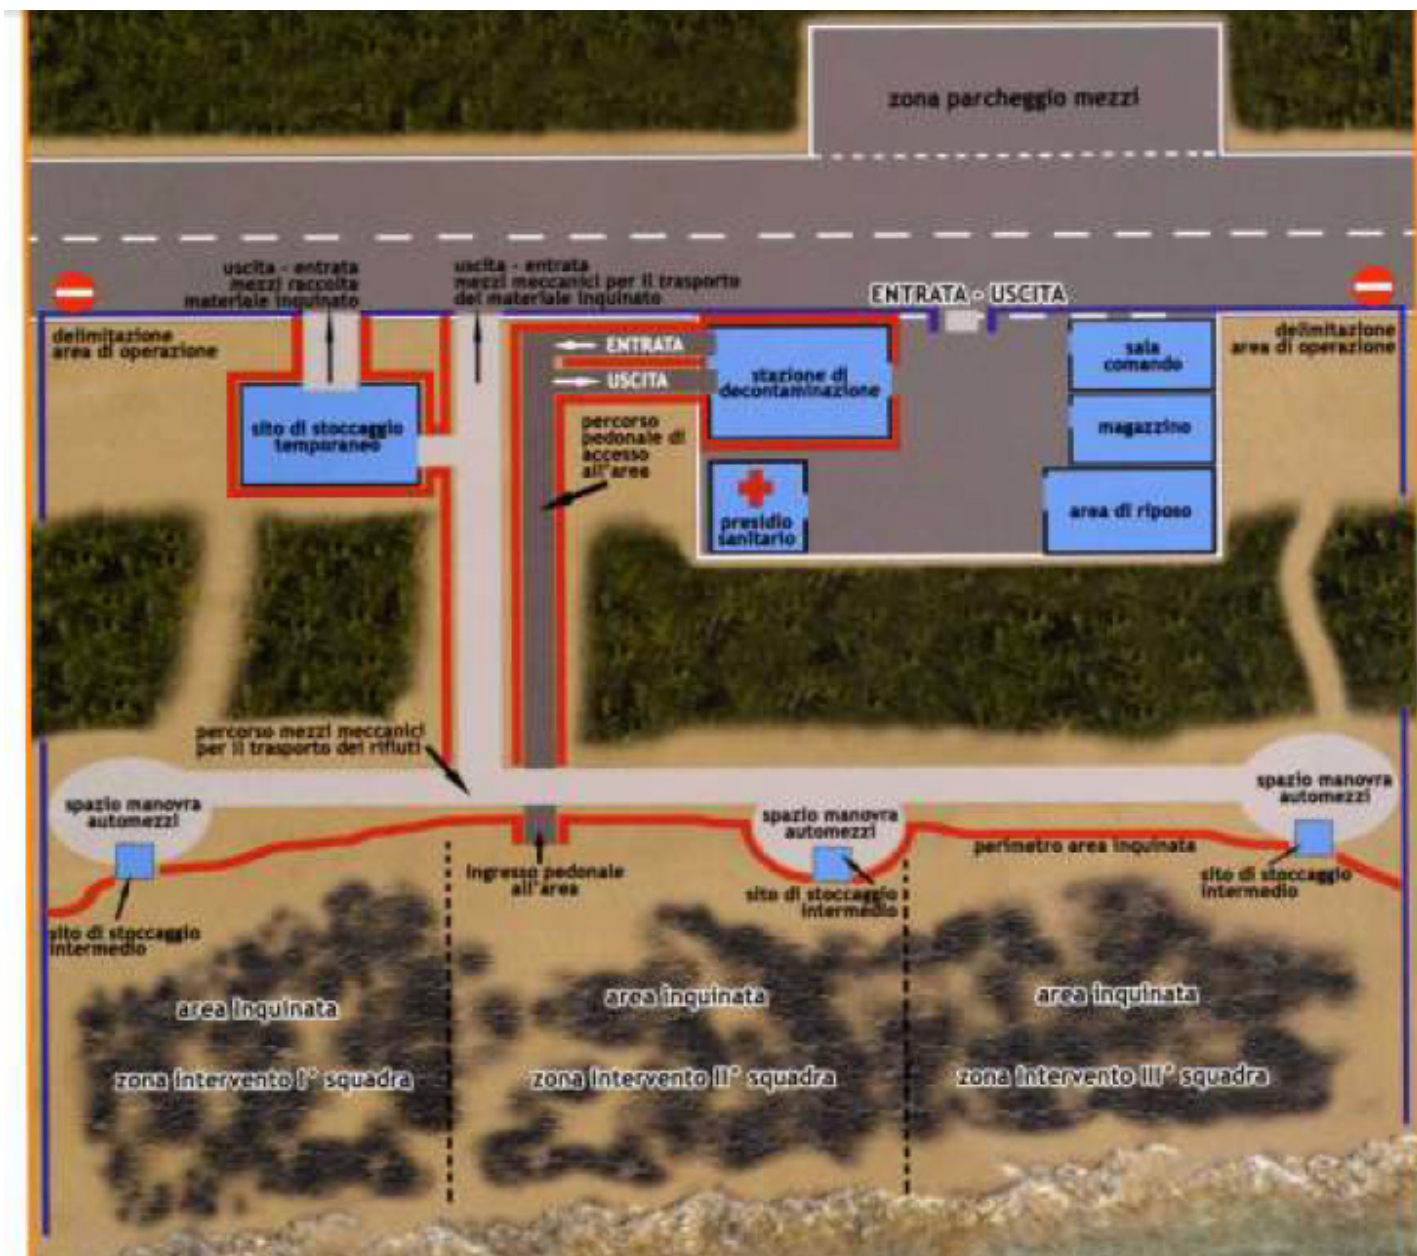 zona parcheggio mezzi
uscita - entrata
mezzi raccolta
materiale inquinato
uscita - entrata
mezzi meccanici per il trasporto
del materiale inquinato
ENTRATA - USCITA
delimitazione
area di operazione
delimitazione
area di operazione
ENTRATA
USCITA
stazione di
decontaminazione
sala
comando
magazzino
area di riposo
presidio
sanitario
sito di stoccaggio
temporaneo
percorso
pedonale di
accesso
all'area
percorso mezzi meccanici
per il trasporto dei rifiuti
spazio manovra
automezzi
spazio manovra
automezzi
spazio manovra
automezzi
perimetro area inquinata
ingresso pedonale
all'area
sito di stoccaggio
intermedio
sito di stoccaggio
intermedio
sito di stoccaggio
intermedio
area inquinata
area inquinata
area inquinata
zona intervento I° squadra
zona intervento II° squadra
zona intervento III° squadra